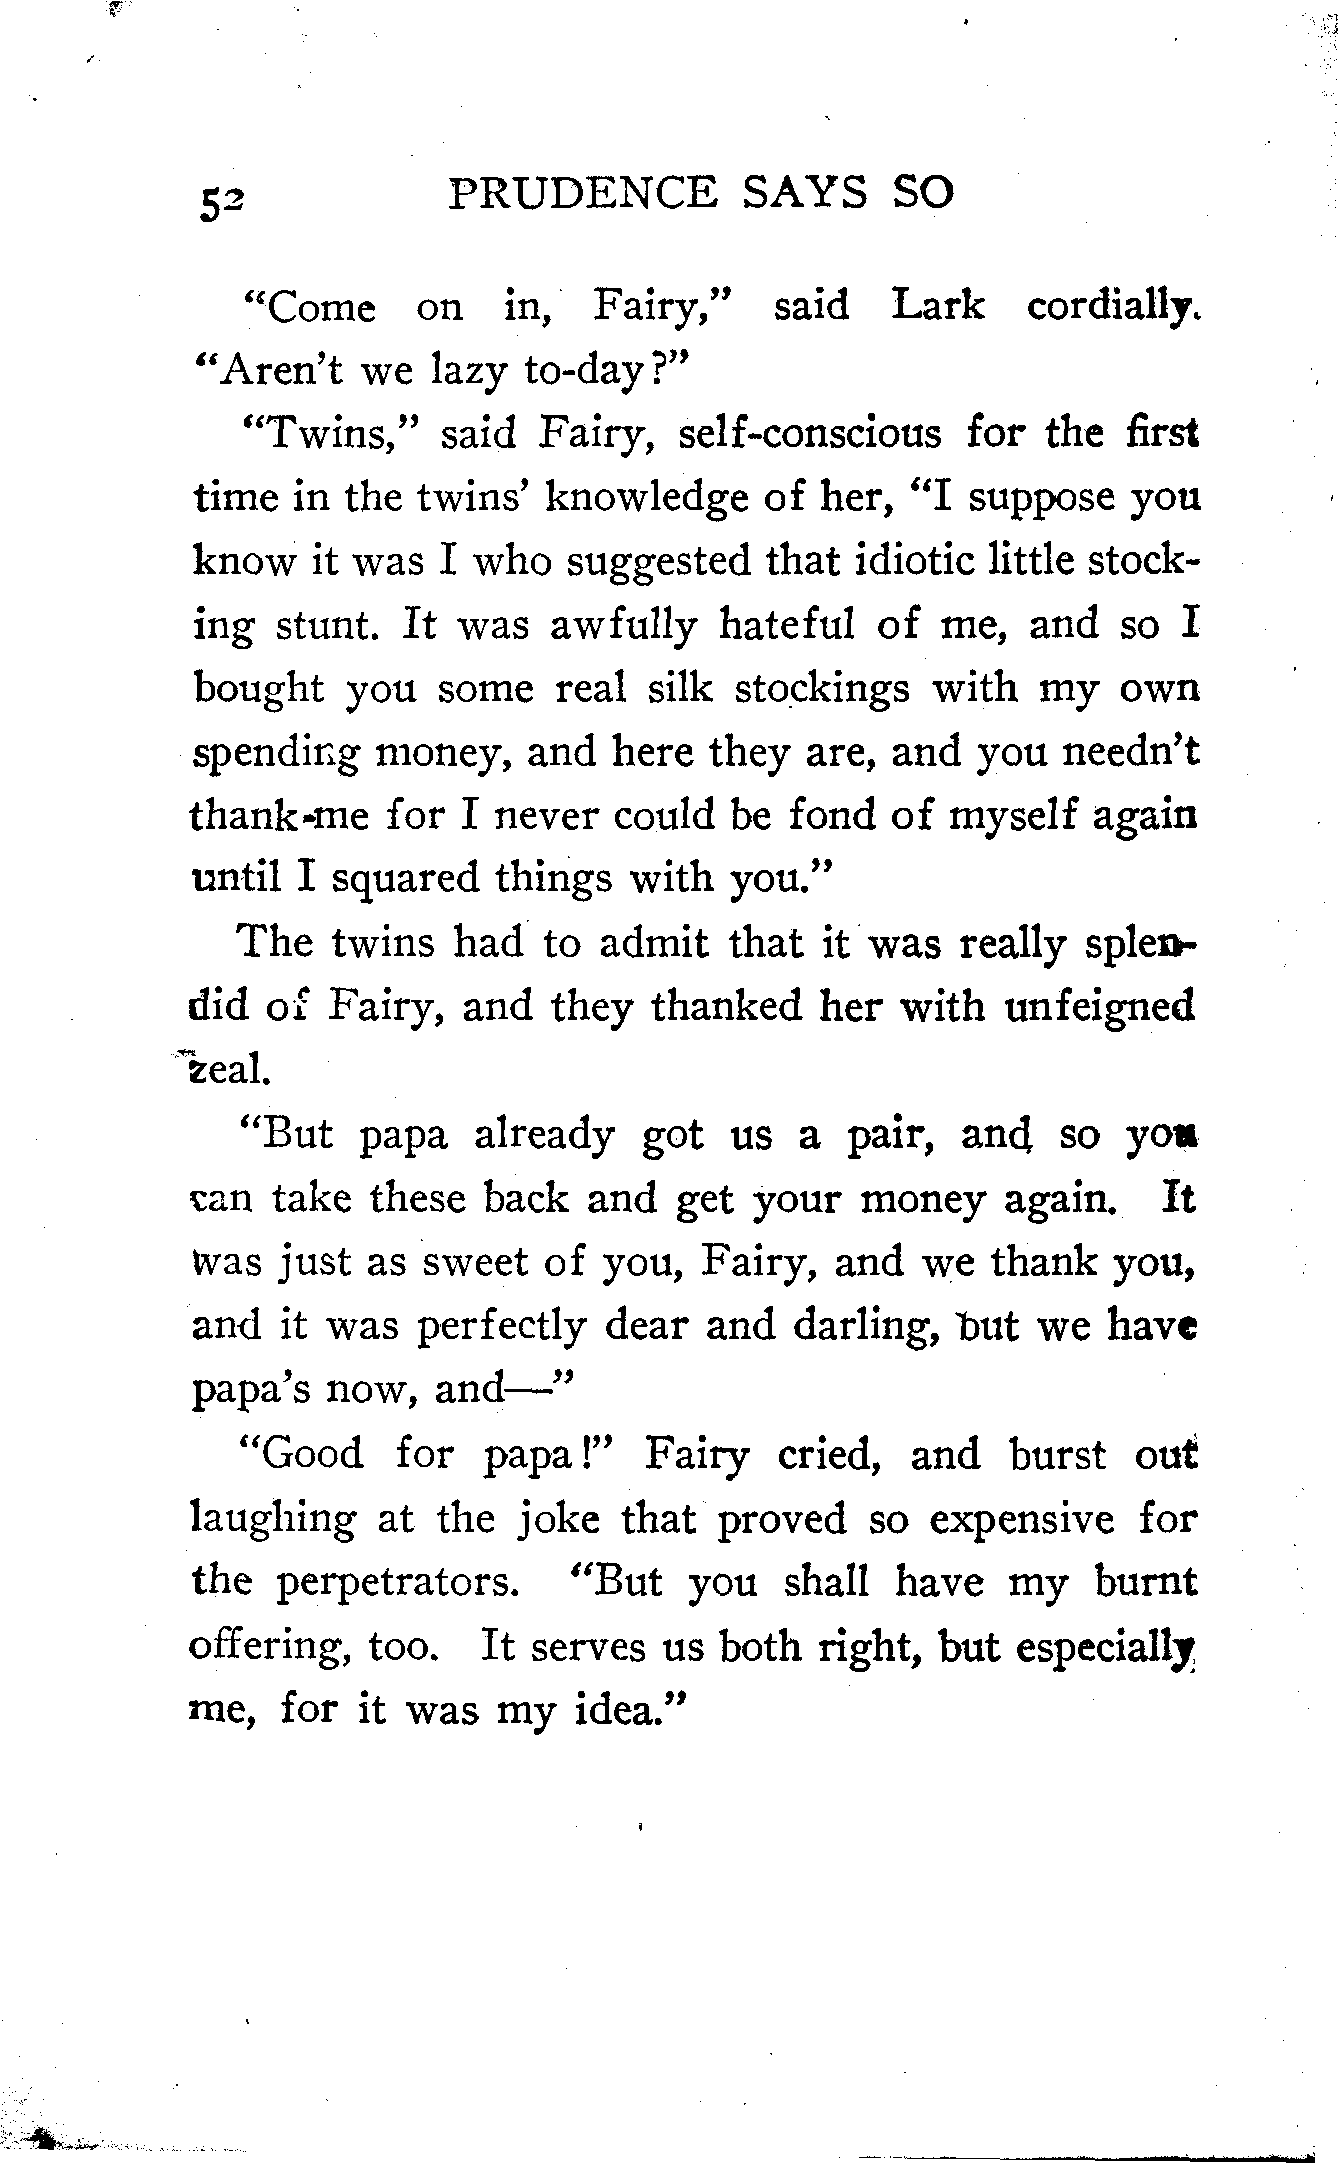 52 PRUDENCE SAYS SO
“Come on in, Fairy,” said Lark cordially.
“Aren’t we lazy to-day?”
“Twins,” said Fairy, self-conscious for the first
time in the twins’ knowledge of her, “I suppose you
know it was I who suggested that idiotic little stock-
ing stunt. It was awfully hateful of me, and so I
bought you some real silk stockings with my own
spending money, and here they are, and you needn’t
thank me for I never could be fond of myself again
until I squared things with you.”
The twins had to admit that it was really splen-
did of Fairy, and they thanked her with unfeigned
zeal.
“But papa already got us a pair, and so you
can take these back and get your money again. It
was just as sweet of you, Fairy, and we thank you,
and it was perfectly dear and darling, but we have
papa’s now, and—”
“Good for papa!” Fairy cried, and burst out
laughing at the joke that proved so expensive for
the perpetrators. “But you shall have my burnt
offering, too. It serves us both right, but especially
me, for it was my idea.”